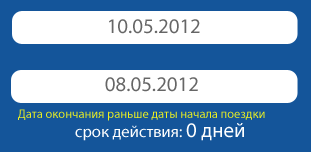 10.05.2012
08.05.2012
Дата окончания раньше даты начала поездки
срок действия: 0 дней